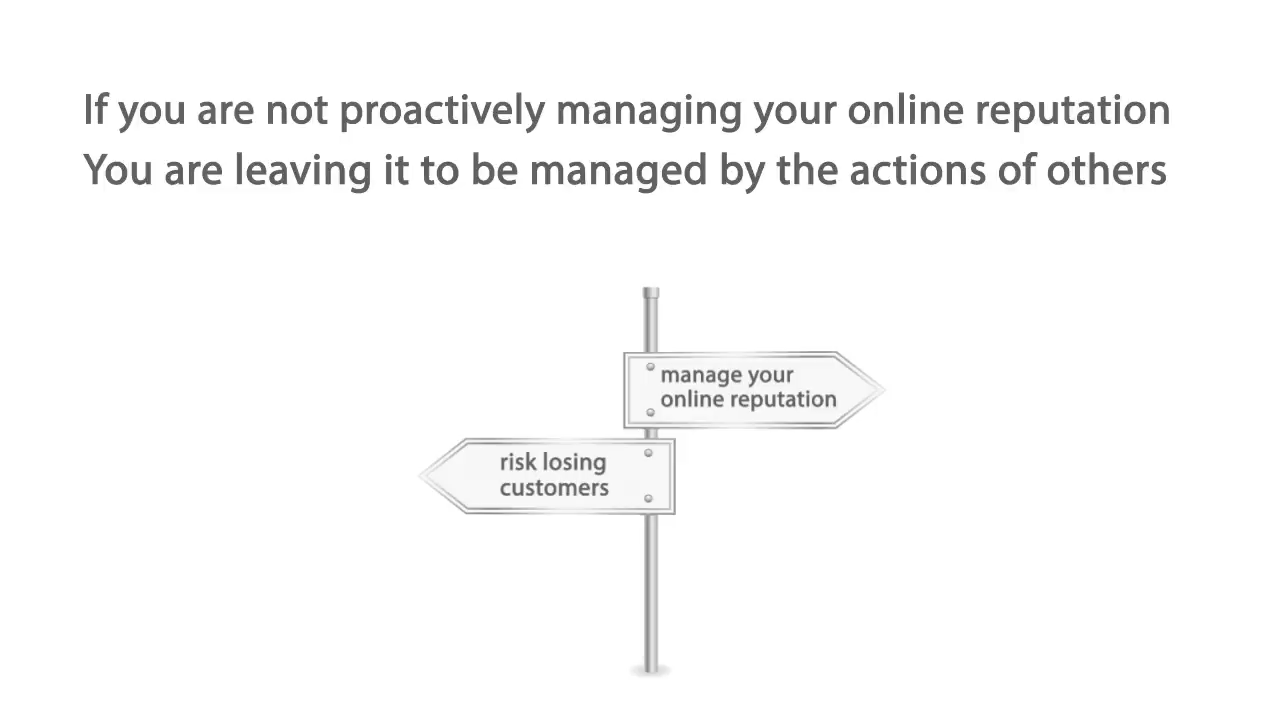 If you are not proactively managing your online reputation
You are leaving it to be managed by the actions of others
manage your
online reputation
risk losing
customers